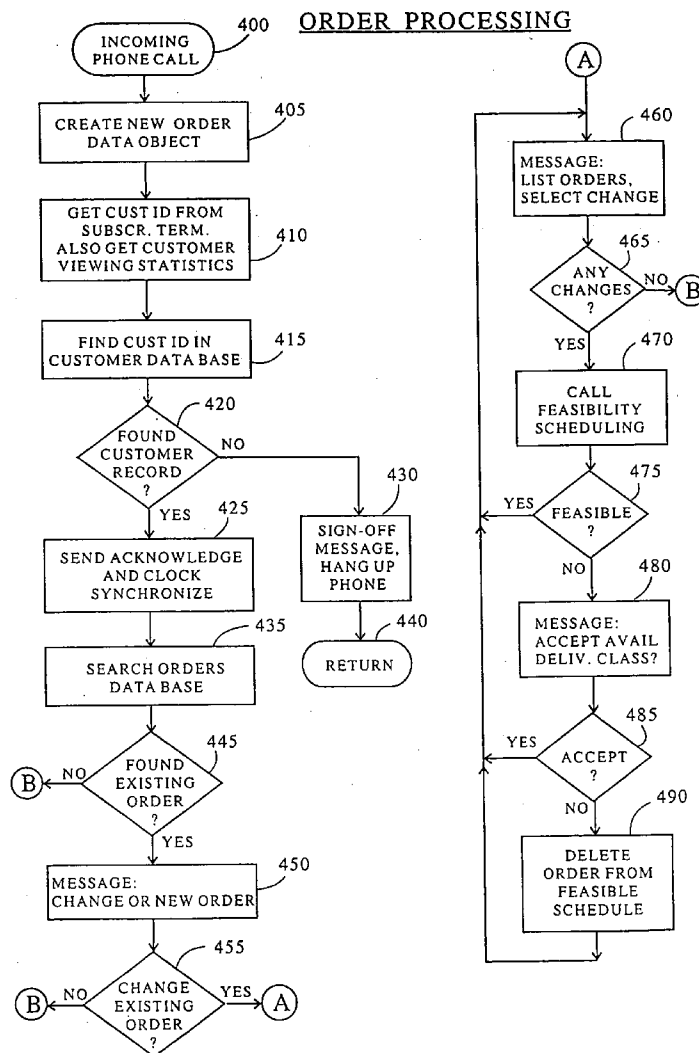 ORDER PROCESSING
INCOMING
PHONE CALL
400
CREATE NEW ORDER
DATA OBJECT
405
GET CUST ID FROM
SUBSCR. TERM.
ALSO GET CUSTOMER
VIEWING STATISTICS
410
FIND CUST ID IN
CUSTOMER DATA BASE
415
FOUND
CUSTOMER
RECORD
?
420
NO
YES
425
SEND ACKNOWLEDGE
AND CLOCK
SYNCHRONIZE
430
SIGN-OFF
MESSAGE,
HANG UP
PHONE
440
RETURN
435
SEARCH ORDERS
DATA BASE
445
FOUND
EXISTING
ORDER
?
NO
B
YES
450
MESSAGE:
CHANGE OR NEW ORDER
455
CHANGE
EXISTING
ORDER
?
NO
B
YES
A
A
460
MESSAGE:
LIST ORDERS,
SELECT CHANGE
465
ANY
CHANGES
?
NO
B
YES
470
CALL
FEASIBILITY
SCHEDULING
475
FEASIBLE
?
YES
NO
480
MESSAGE:
ACCEPT AVAIL
DELIV. CLASS?
485
ACCEPT
?
YES
NO
490
DELETE
ORDER FROM
FEASIBLE
SCHEDULE